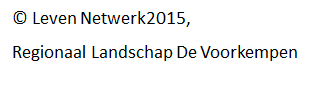 © Leven Netwerk2015,
Regionaal Landschap De Voorkempen